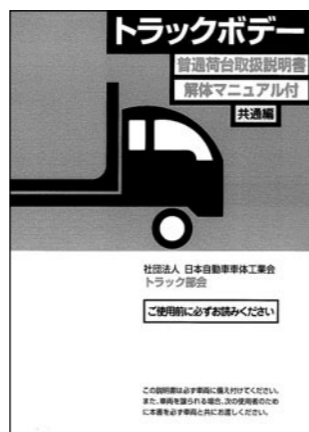 トラックボデー
普通荷台取扱説明書
解体マニュアル付
共通編
社団法人 日本自動車車体工業会
トラック部会
ご使用前に必ずお読みください
この説明書は必ず車両に備え付けてください。
また、車両を譲られる場合、次の使用者のため
に本書を必ず車両と共にお渡しください。